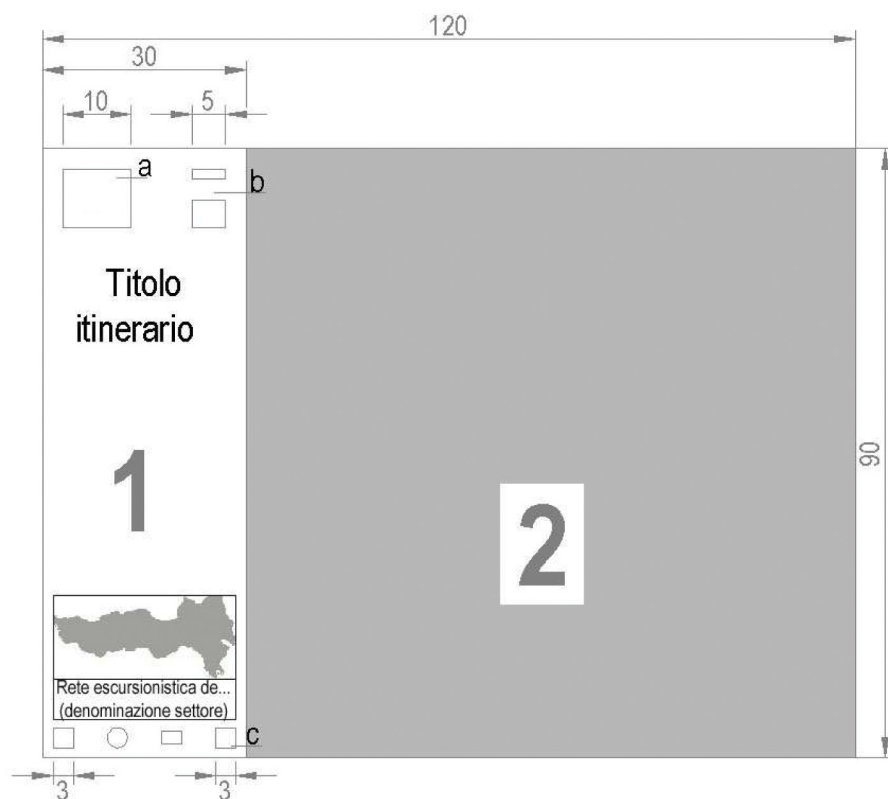 120
30
10
5
a
b
Titolo
itinerario
90
1
2
Rete escursionistica de...
(denominazione settore)
c
3
3